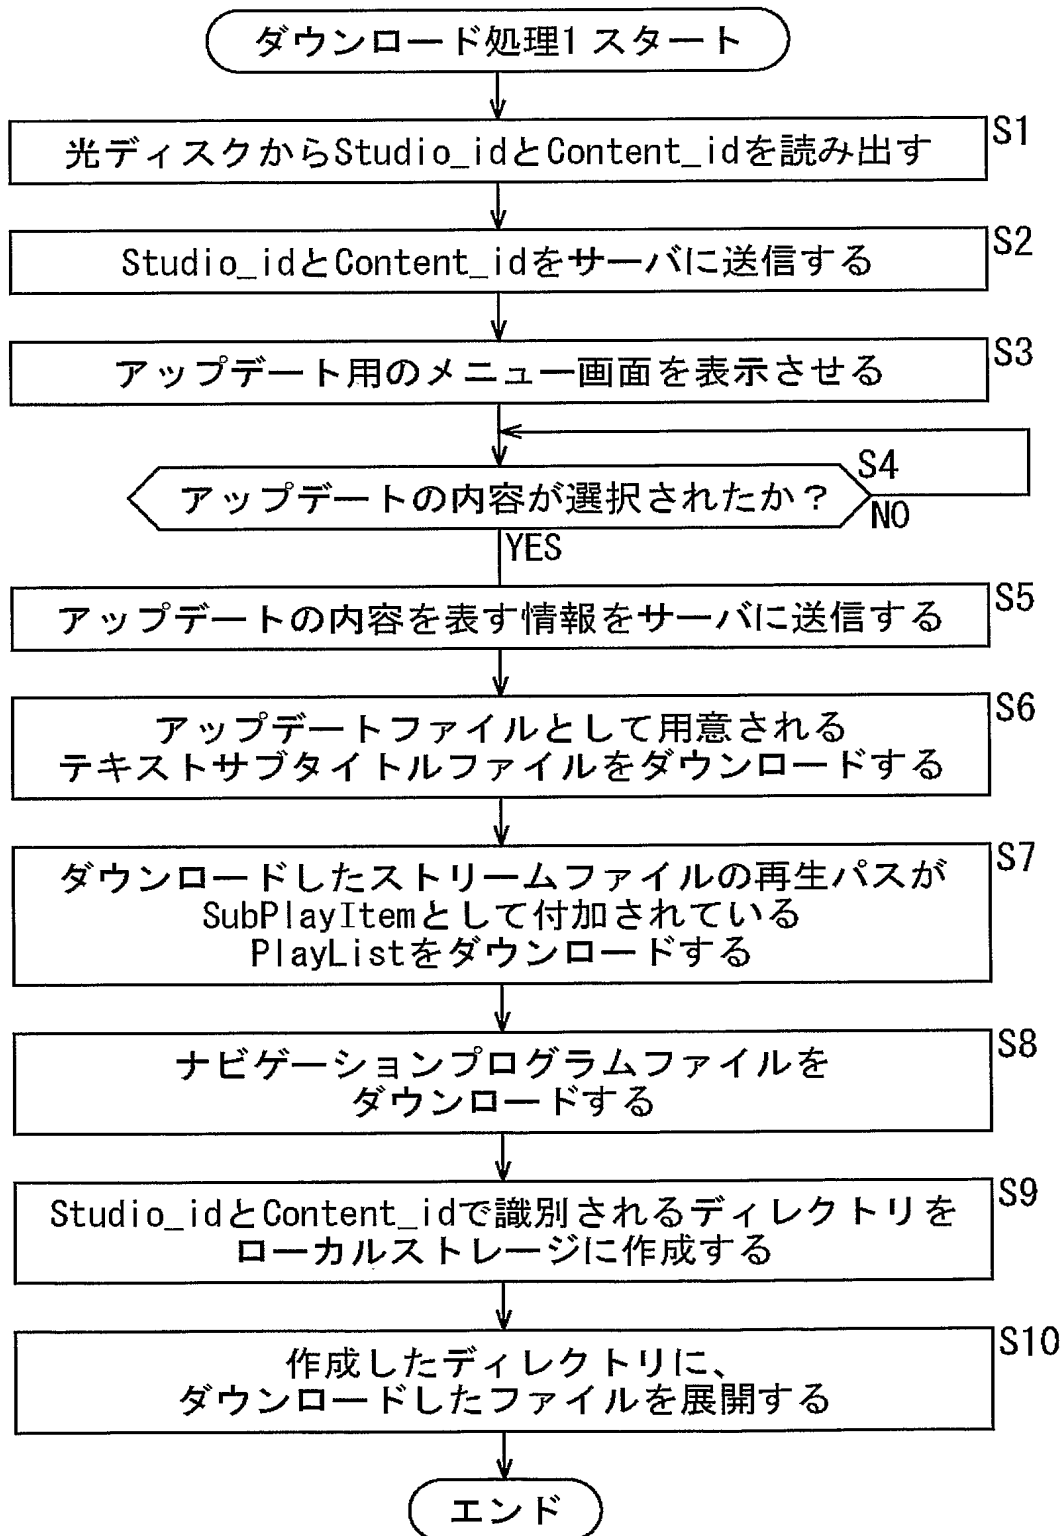 ダウンロード処理1 スタート
S1
光ディスクからStudio_idとContent_idを読み出す
S2
Studio_idとContent_idをサーバに送信する
S3
アップデート用のメニュー画面を表示させる
S4
アップデートの内容が選択されたか？
NO
YES
S5
アップデートの内容を表す情報をサーバに送信する
S6
アップデートファイルとして用意される
テキストサブタイトルファイルをダウンロードする
S7
ダウンロードしたストリームファイルの再生パスが
SubPlayItemとして付加されている
PlayListをダウンロードする
S8
ナビゲーションプログラムファイルを
ダウンロードする
S9
Studio_idとContent_idで識別されるディレクトリを
ローカルストレージに作成する
S10
作成したディレクトリに、
ダウンロードしたファイルを展開する
エンド